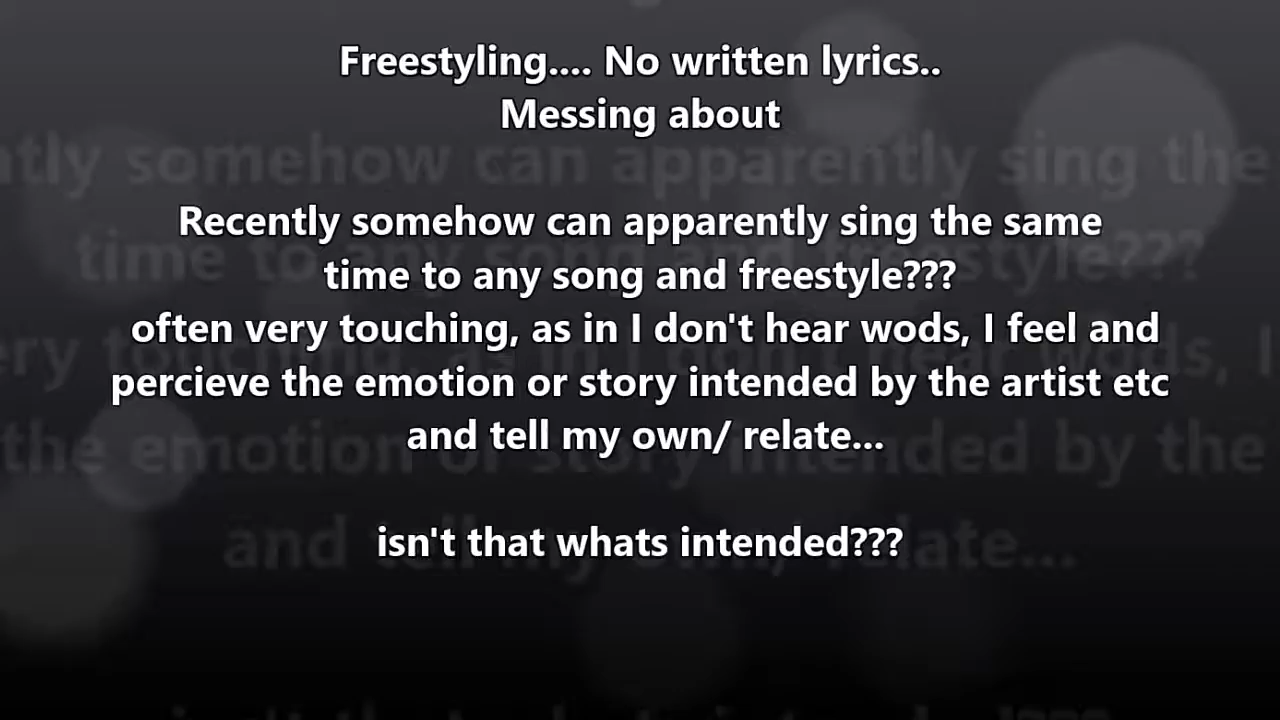 Freestyling.... No written lyrics..
Messing about
Recently somehow can apparently sing the same
time to any song and freestyle???
often very touching, as in I don't hear wods, I feel and
percieve the emotion or story intended by the artist etc
and tell my own/ relate...
isn't that whats intended???